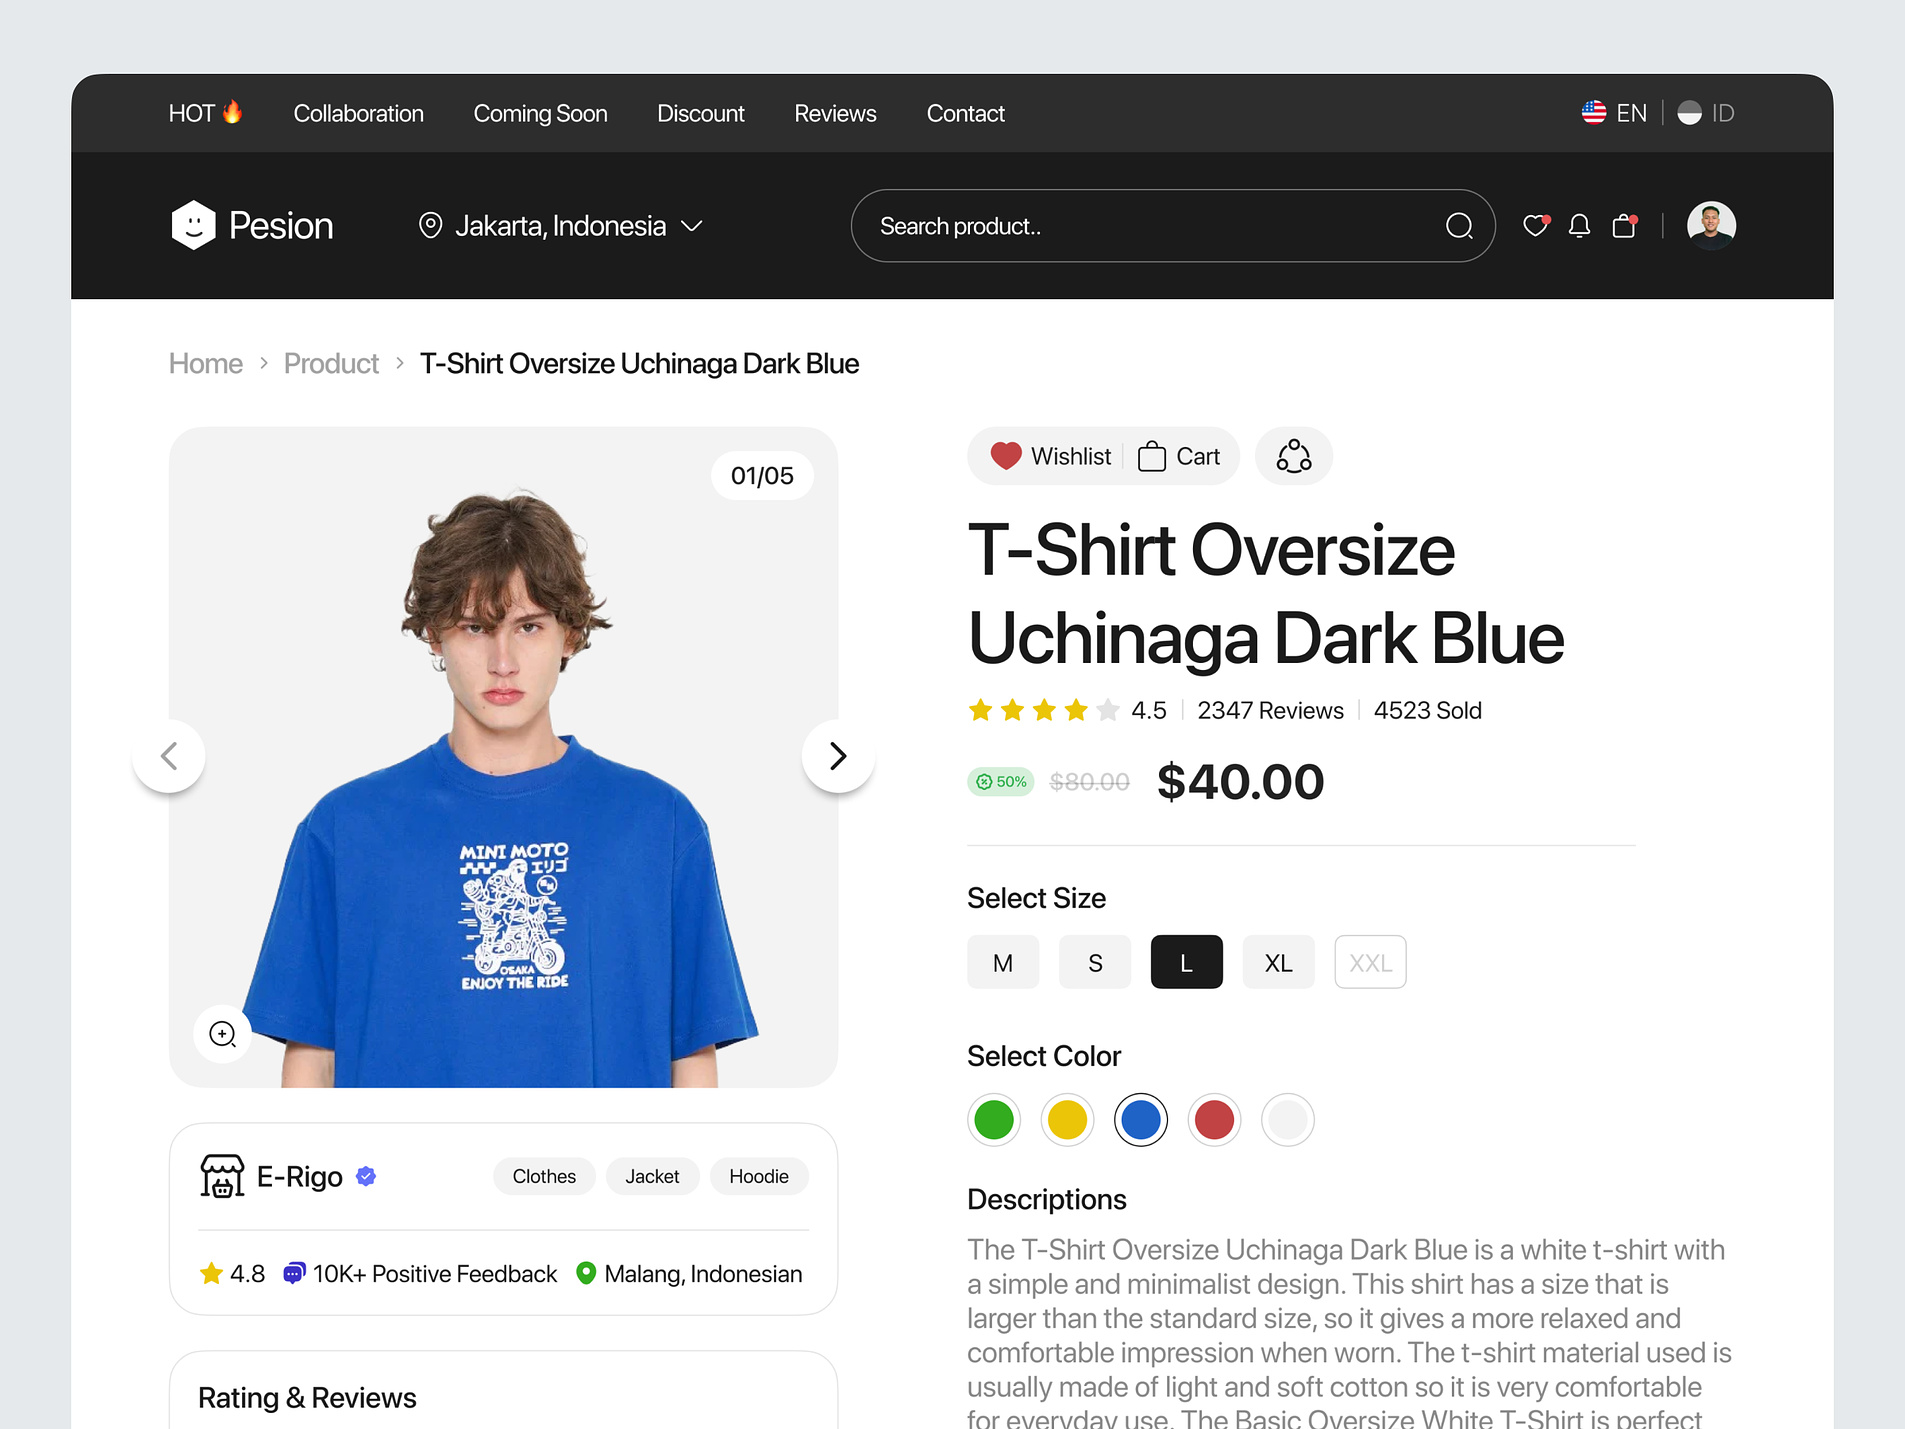 HOT Collaboration Coming Soon Discount Reviews Contact EN ID
Pesion Jakarta, Indonesia Search product..
Home Product T-Shirt Oversize Uchinaga Dark Blue
01/05
MINI MOTO
エリゴ
OSAKA
ENJOY THE RIDE
E-Rigo Clothes Jacket Hoodie
4.8 10K+ Positive Feedback Malang, Indonesian
Rating & Reviews
Wishlist Cart
T-Shirt Oversize
Uchinaga Dark Blue
4.5 2347 Reviews 4523 Sold
50% $80.00 $40.00
Select Size
M S L XL XXL
Select Color
Descriptions
The T-Shirt Oversize Uchinaga Dark Blue is a white t-shirt with
a simple and minimalist design. This shirt has a size that is
larger than the standard size, so it gives a more relaxed and
comfortable impression when worn. The t-shirt material used is
usually made of light and soft cotton so it is very comfortable
for everyday use. The Basic Oversize White T-Shirt is perfect